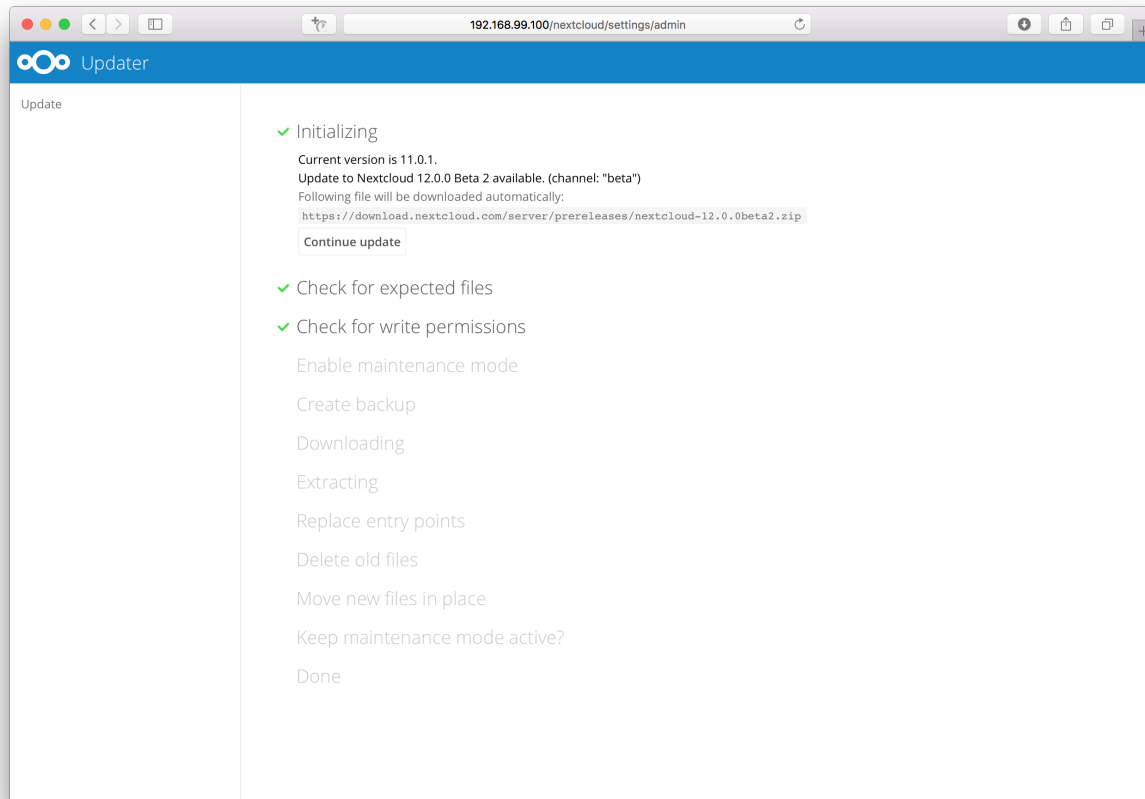 192.168.99.100/nextcloud/settings/admin
Updater
Update
Initializing
Current version is 11.0.1.
Update to Nextcloud 12.0.0 Beta 2 available. (channel: "beta")
Following file will be downloaded automatically:
https://download.nextcloud.com/server/prereleases/nextcloud-12.0.0beta2.zip
Continue update
Check for expected files
Check for write permissions
Enable maintenance mode
Create backup
Downloading
Extracting
Replace entry points
Delete old files
Move new files in place
Keep maintenance mode active?
Done